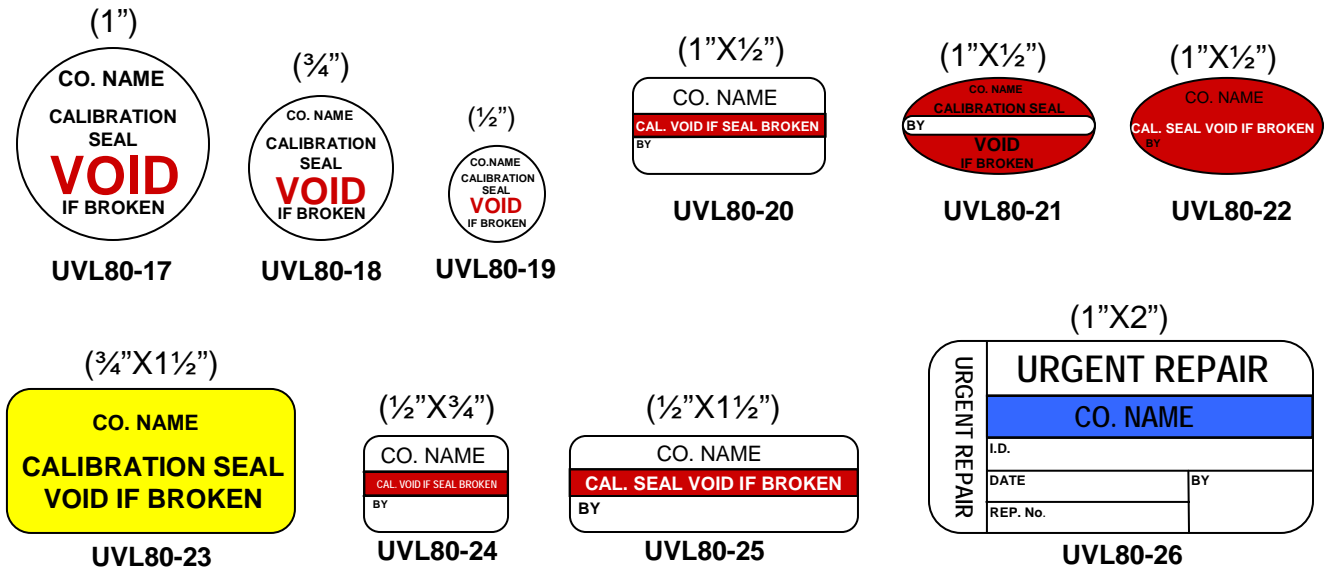 (1”)
CO. NAME
CALIBRATION
SEAL
VOID
IF BROKEN
UVL80-17
(¾”)
CO. NAME
CALIBRATION
SEAL
VOID
IF BROKEN
UVL80-18
(½”)
CO.NAME
CALIBRATION
SEAL
VOID
IF BROKEN
UVL80-19
(1”X½”)
CO. NAME
CAL. VOID IF SEAL BROKEN
BY
UVL80-20
(1”X½”)
CO. NAME
CALIBRATION SEAL
BY
VOID
IF BROKEN
UVL80-21
(1”X½”)
CO. NAME
CAL. SEAL VOID IF BROKEN
BY
UVL80-22
(¾”X1½”)
CO. NAME
CALIBRATION SEAL
VOID IF BROKEN
UVL80-23
(½”X¾”)
CO. NAME
CAL. VOID IF SEAL BROKEN
BY
UVL80-24
(½”X1½”)
CO. NAME
CAL. SEAL VOID IF BROKEN
BY
UVL80-25
(1”X2”)
URGENT REPAIR
URGENT REPAIR
CO. NAME
I.D.
DATE
BY
REP. No.
UVL80-26